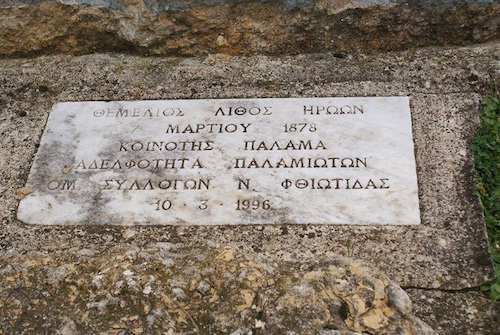 ΘΕΜΕΛΙΟΣ ΛΙΘΟΣ ΗΡΩΩΝ
7 ΜΑΡΤΙΟΥ 1878
ΚΟΙΝΟΤΗΣ ΠΑΛΑΜΑ
ΑΔΕΛΦΟΤΗΤΑ ΠΑΛΑΜΙΩΤΩΝ
ΟΜ ΣΥΛΛΟΓΩΝ Ν. ΦΘΙΩΤΙΔΑΣ
10·3·1996